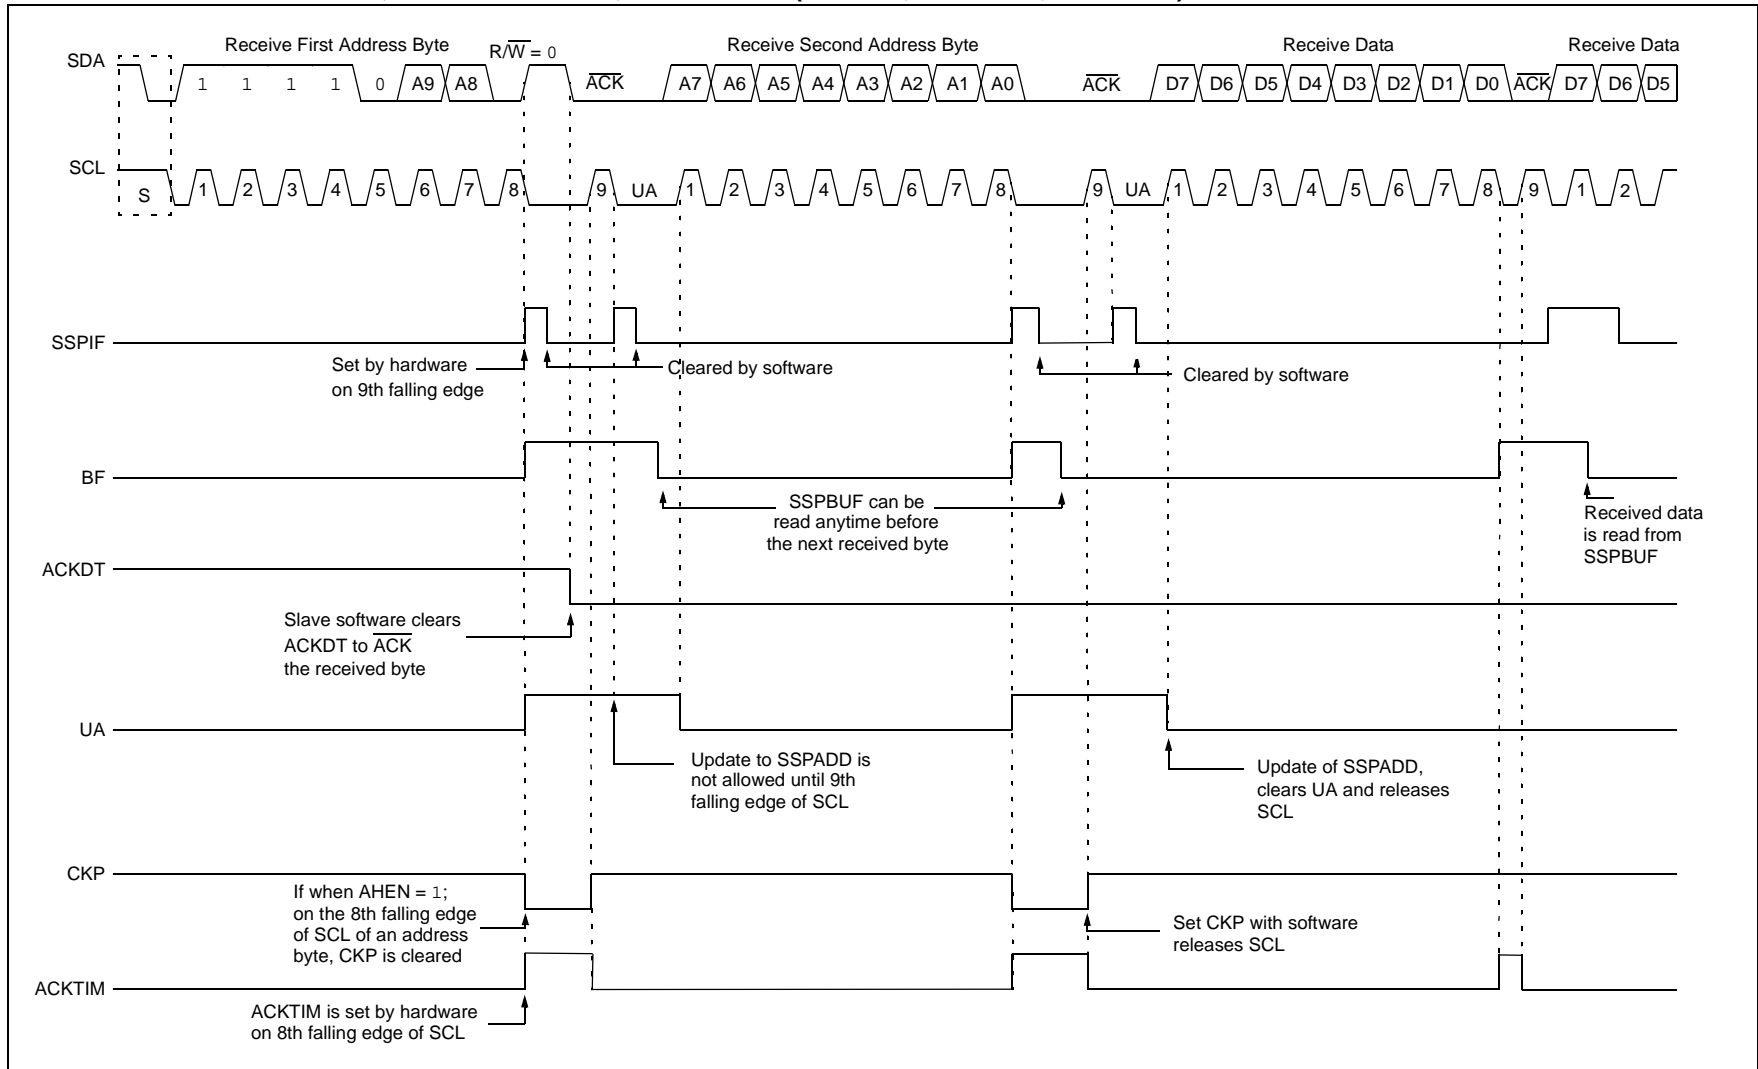 Receive First Address Byte
R/W = 0
Receive Second Address Byte
Receive Data
Receive Data
SDA
1 1 1 1 0 A9 A8
ACK
A7 A6 A5 A4 A3 A2 A1 A0
ACK
D7 D6 D5 D4 D3 D2 D1 D0
ACK
D7 D6 D5
SCL
S
1 2 3 4 5 6 7 8 9 UA 1 2 3 4 5 6 7 8 9 UA 1 2 3 4 5 6 7 8 9 1 2
SSPIF
Set by hardware
on 9th falling edge
Cleared by software
Cleared by software
BF
SSPBUF can be
read anytime before
the next received byte
Received data
is read from
SSPBUF
ACKDT
Slave software clears
ACKDT to ACK
the received byte
UA
Update to SSPADD is
not allowed until 9th
falling edge of SCL
Update of SSPADD,
clears UA and releases
SCL
CKP
If when AHEN = 1;
on the 8th falling edge
of SCL of an address
byte, CKP is cleared
Set CKP with software
releases SCL
ACKTIM
ACKTIM is set by hardware
on 8th falling edge of SCL